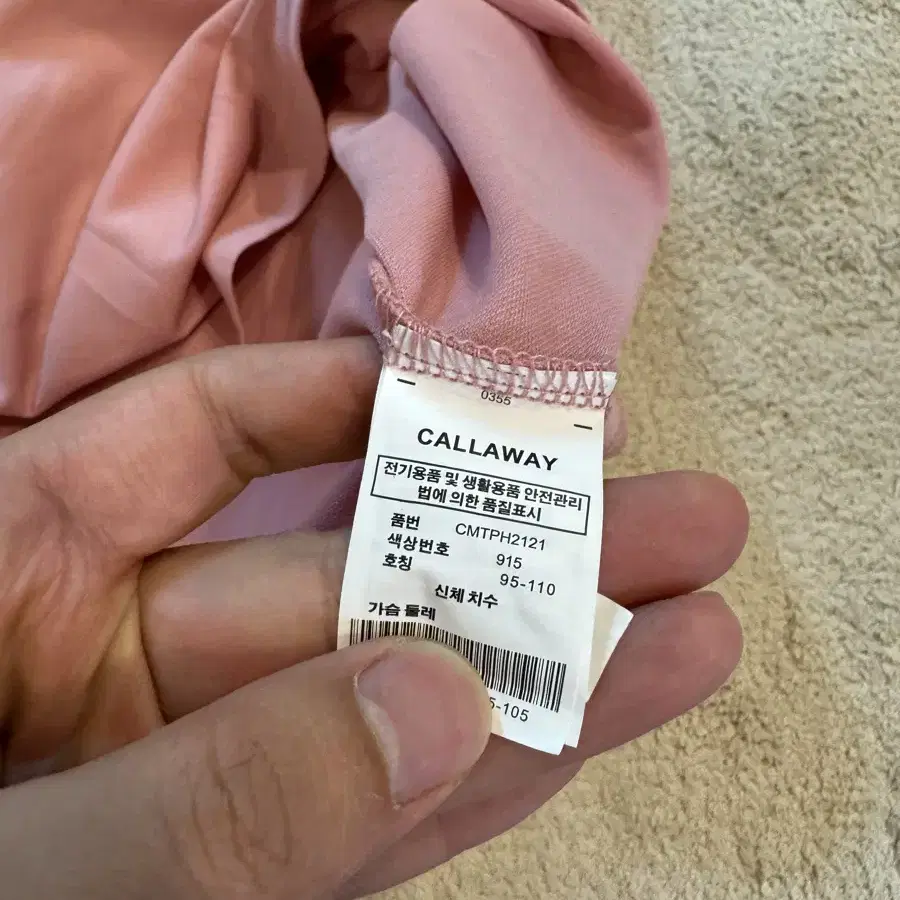 0355
CALLAWAY
전기용품 및 생활용품 안전관리
법에 의한 품질표시
품번 CMTPH2121
색상번호 915
호칭 95-110
신체 치수
가슴 둘레
5-105